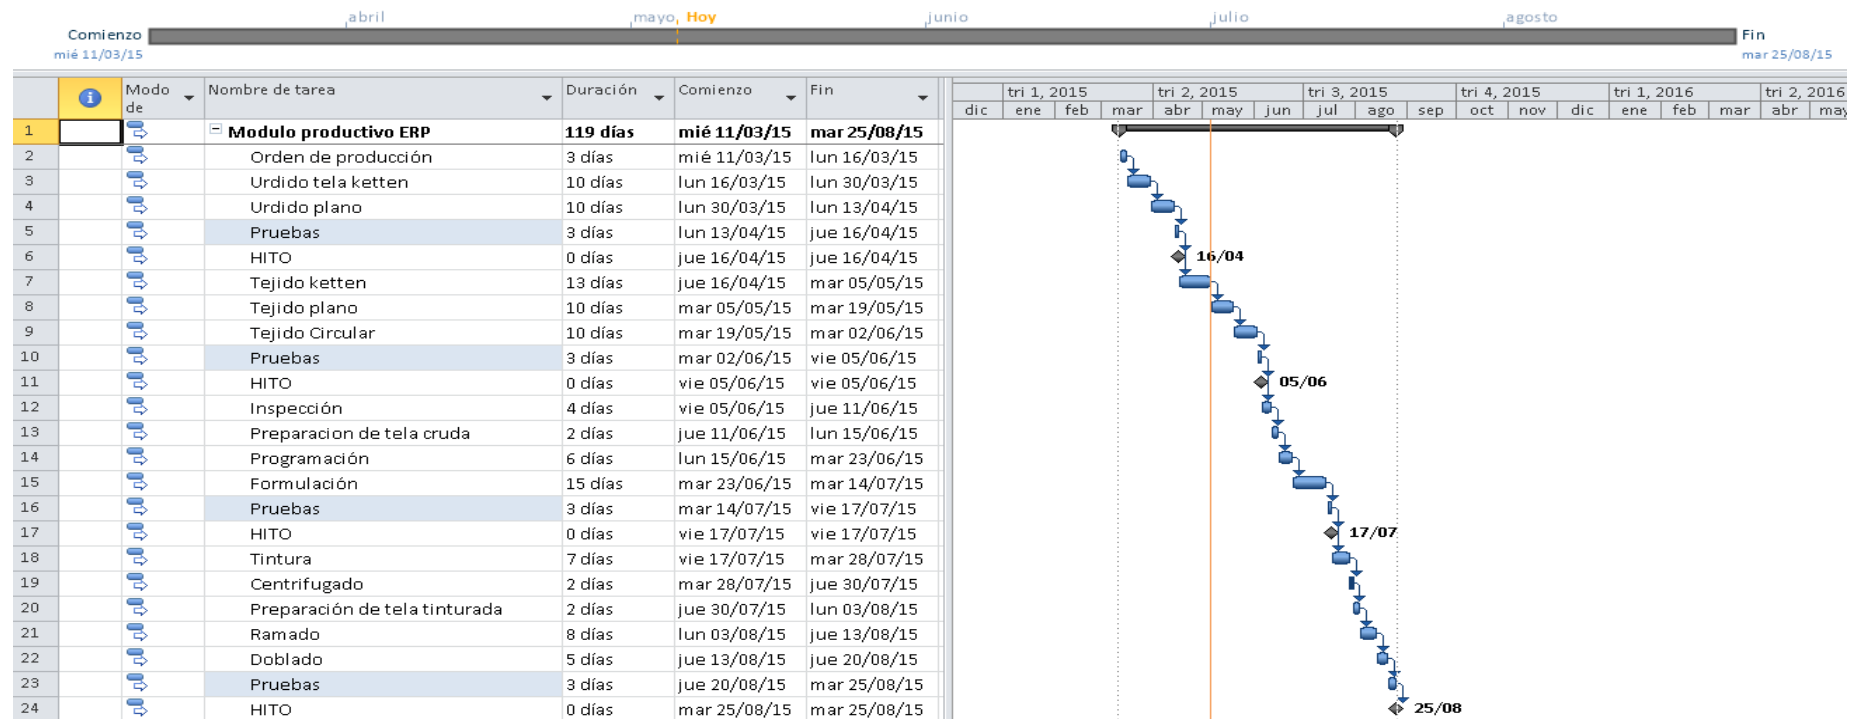 abril mayo Hoy junio julio agosto
Comienzo Fin
mié 11/03/15 mar 25/08/15
Modo de Nombre de tarea Duración Comienzo Fin tri 1, 2015 tri 2, 2015 tri 3, 2015 tri 4, 2015 tri 1, 2016 tri 2, 2016
dic ene feb mar abr may jun jul ago sep oct nov dic ene feb mar abr may
1 Modulo productivo ERP 119 días mié 11/03/15 mar 25/08/15
2 Orden de producción 3 días mié 11/03/15 lun 16/03/15
3 Urdido tela ketten 10 días lun 16/03/15 lun 30/03/15
4 Urdido plano 10 días lun 30/03/15 lun 13/04/15
5 Pruebas 3 días lun 13/04/15 jue 16/04/15
6 HITO 0 días jue 16/04/15 jue 16/04/15 16/04
7 Tejido ketten 13 días jue 16/04/15 mar 05/05/15
8 Tejido plano 10 días mar 05/05/15 mar 19/05/15
9 Tejido Circular 10 días mar 19/05/15 mar 02/06/15
10 Pruebas 3 días mar 02/06/15 vie 05/06/15
11 HITO 0 días vie 05/06/15 vie 05/06/15 05/06
12 Inspección 4 días vie 05/06/15 jue 11/06/15
13 Preparacion de tela cruda 2 días jue 11/06/15 lun 15/06/15
14 Programación 6 días lun 15/06/15 mar 23/06/15
15 Formulación 15 días mar 23/06/15 mar 14/07/15
16 Pruebas 3 días mar 14/07/15 vie 17/07/15
17 HITO 0 días vie 17/07/15 vie 17/07/15 17/07
18 Tintura 7 días vie 17/07/15 mar 28/07/15
19 Centrifugado 2 días mar 28/07/15 jue 30/07/15
20 Preparación de tela tinturada 2 días jue 30/07/15 lun 03/08/15
21 Ramado 8 días lun 03/08/15 jue 13/08/15
22 Doblado 5 días jue 13/08/15 jue 20/08/15
23 Pruebas 3 días jue 20/08/15 mar 25/08/15
24 HITO 0 días mar 25/08/15 mar 25/08/15 25/08